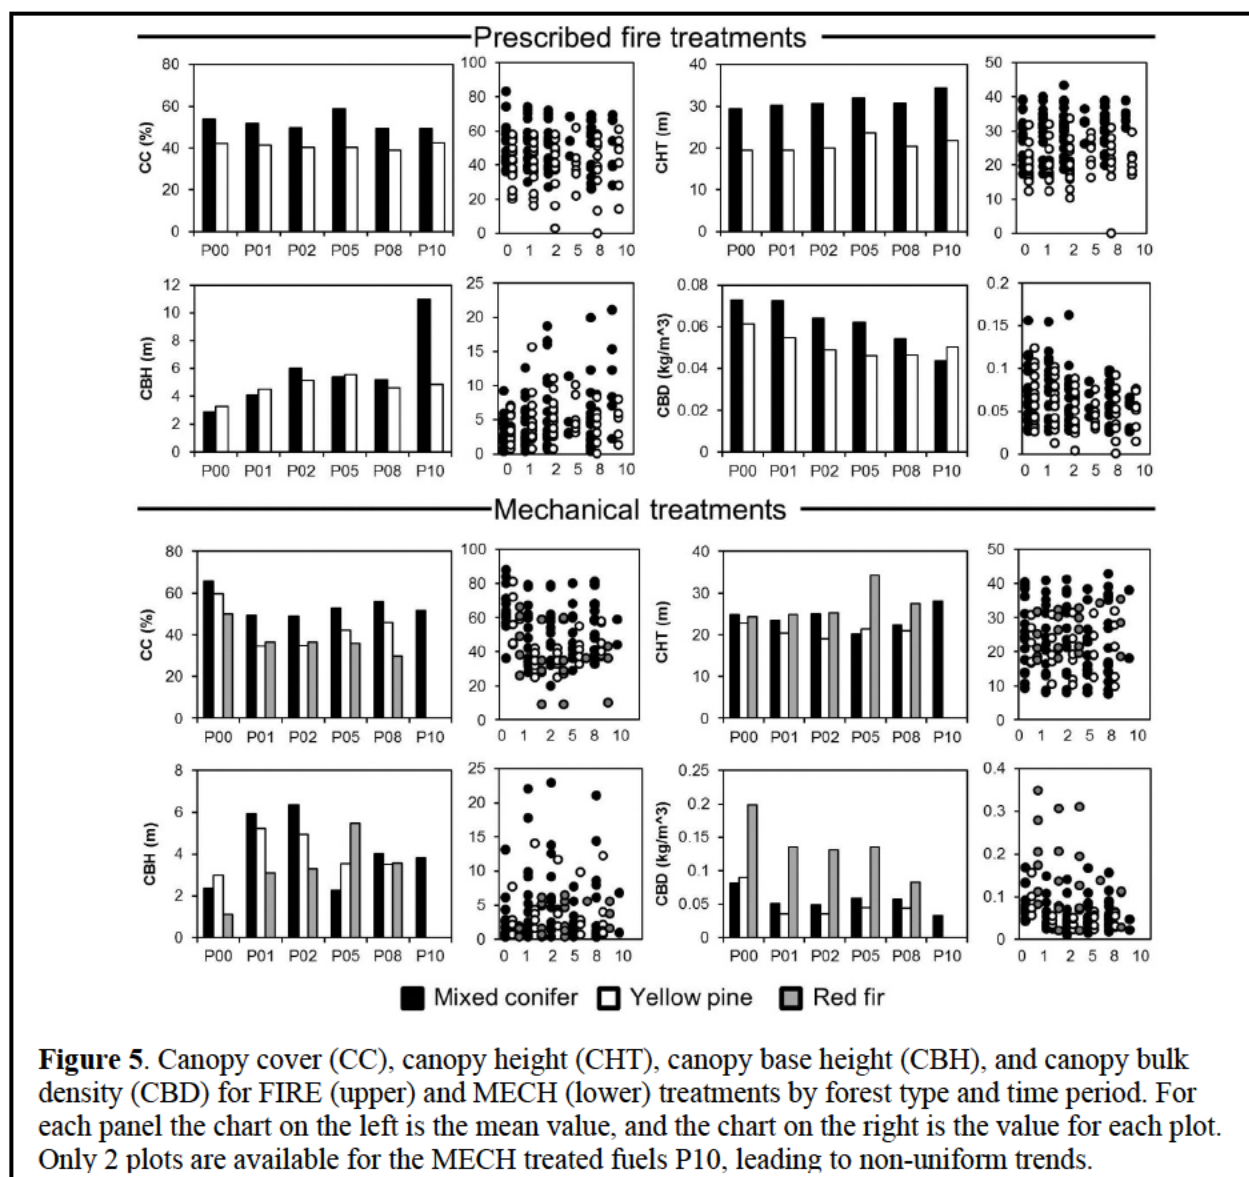 Prescribed fire treatments
CC (%)
80
60
40
20
0
P00 P01 P02 P05 P08 P10
100
80
60
40
20
0
0 1 2 5 8 10
CHT (m)
40
30
20
10
0
P00 P01 P02 P05 P08 P10
50
40
30
20
10
0
0 1 2 5 8 10
CBH (m)
12
10
8
6
4
2
0
P00 P01 P02 P05 P08 P10
25
20
15
10
5
0
0 1 2 5 8 10
CBD (kg/m^3)
0.08
0.06
0.04
0.02
0
P00 P01 P02 P05 P08 P10
0.2
0.15
0.1
0.05
0
0 1 2 5 8 10
Mechanical treatments
CC (%)
80
60
40
20
0
P00 P01 P02 P05 P08 P10
100
80
60
40
20
0
0 1 2 5 8 10
CHT (m)
40
30
20
10
0
P00 P01 P02 P05 P08 P10
50
40
30
20
10
0
0 1 2 5 8 10
CBH (m)
8
6
4
2
0
P00 P01 P02 P05 P08 P10
25
20
15
10
5
0
0 1 2 5 8 10
CBD (kg/m^3)
0.25
0.2
0.15
0.1
0.05
0
P00 P01 P02 P05 P08 P10
0.4
0.3
0.2
0.1
0
0 1 2 5 8 10
Mixed conifer Yellow pine Red fir
Figure 5. Canopy cover (CC), canopy height (CHT), canopy base height (CBH), and canopy bulk
density (CBD) for FIRE (upper) and MECH (lower) treatments by forest type and time period. For
each panel the chart on the left is the mean value, and the chart on the right is the value for each plot.
Only 2 plots are available for the MECH treated fuels P10, leading to non-uniform trends.